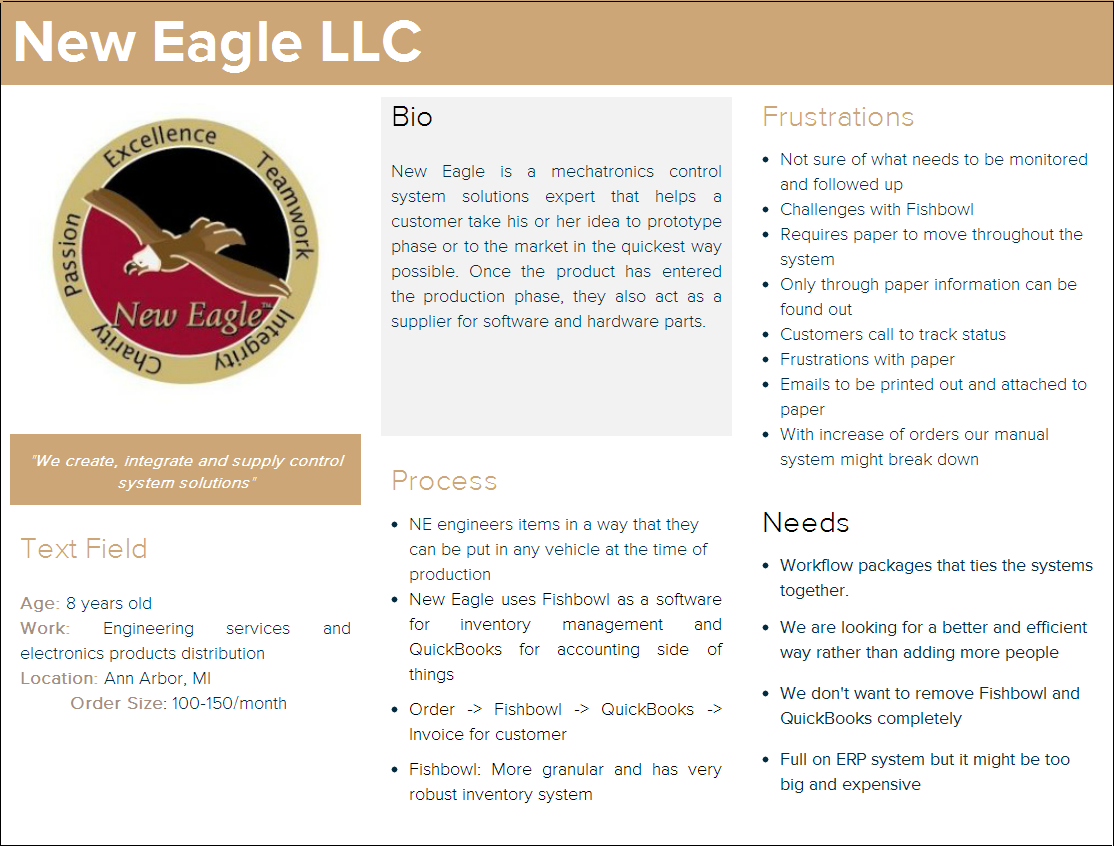 New Eagle LLC
Excellence
Teamwork
Passion
New Eagle™
Integrity
Charity
"We create, integrate and supply control
system solutions"
Text Field
Age: 8 years old
Work: Engineering services and
electronics products distribution
Location: Ann Arbor, MI
Order Size: 100-150/month
Bio
New Eagle is a mechatronics control
system solutions expert that helps a
customer take his or her idea to prototype
phase or to the market in the quickest way
possible. Once the product has entered
the production phase, they also act as a
supplier for software and hardware parts.
Process
• NE engineers items in a way that they
can be put in any vehicle at the time of
production
• New Eagle uses Fishbowl as a software
for inventory management and
QuickBooks for accounting side of
things
• Order -> Fishbowl -> QuickBooks ->
Invoice for customer
• Fishbowl: More granular and has very
robust inventory system
Frustrations
• Not sure of what needs to be monitored
and followed up
• Challenges with Fishbowl
• Requires paper to move throughout the
system
• Only through paper information can be
found out
• Customers call to track status
• Frustrations with paper
• Emails to be printed out and attached to
paper
• With increase of orders our manual
system might break down
Needs
• Workflow packages that ties the systems
together.
• We are looking for a better and efficient
way rather than adding more people
• We don't want to remove Fishbowl and
QuickBooks completely
• Full on ERP system but it might be too
big and expensive